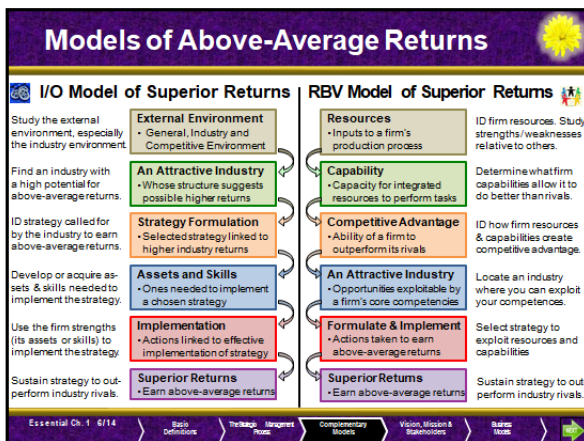 Models of Above-Average Returns
I/O Model of Superior Returns
Study the external
environment, especially
the industry environment.
External Environment
• General, Industry and
Competitive Environment
Find an industry with
a high potential for
above-average returns.
An Attractive Industry
• Whose structure suggests
possible higher returns
ID strategy called for
by the industry to earn
above-average returns.
Strategy Formulation
• Selected strategy linked to
higher industry returns
Develop or acquire as-
sets & skills needed to
implement the strategy.
Assets and Skills
• Ones needed to implement
a chosen strategy
Use the firm strengths
(its assets or skills) to
implement the strategy.
Implementation
• Actions linked to effective
implementation of strategy
Sustain strategy to out-
perform industry rivals.
Superior Returns
• Earn above-average returns
RBV Model of Superior Returns
Resources
• Inputs to a firm's
production process
ID firm resources. Study
strengths/weaknesses
relative to others.
Capability
• Capacity for integrated
resources to perform tasks
Determine what firm
capabilities allow it to
do better than rivals.
Competitive Advantage
• Ability of a firm to
outperform its rivals
ID how firm resources
& capabilities create
competitive advantage.
An Attractive Industry
• Opportunities exploitable by
a firm's core competencies
Locate an industry
where you can exploit
your competences.
Formulate & Implement
• Actions taken to earn
above-average returns
Select strategy to
exploit resources and
capabilities
Superior Returns
• Earn above-average returns
Sustain strategy to out-
perform industry rivals.
Essential Ch. 1 6/14
Basic
Definitions
The Strategic Management
Process
Complementary
Models
Vision, Mission &
Stakeholders
Business
Models
NEXT